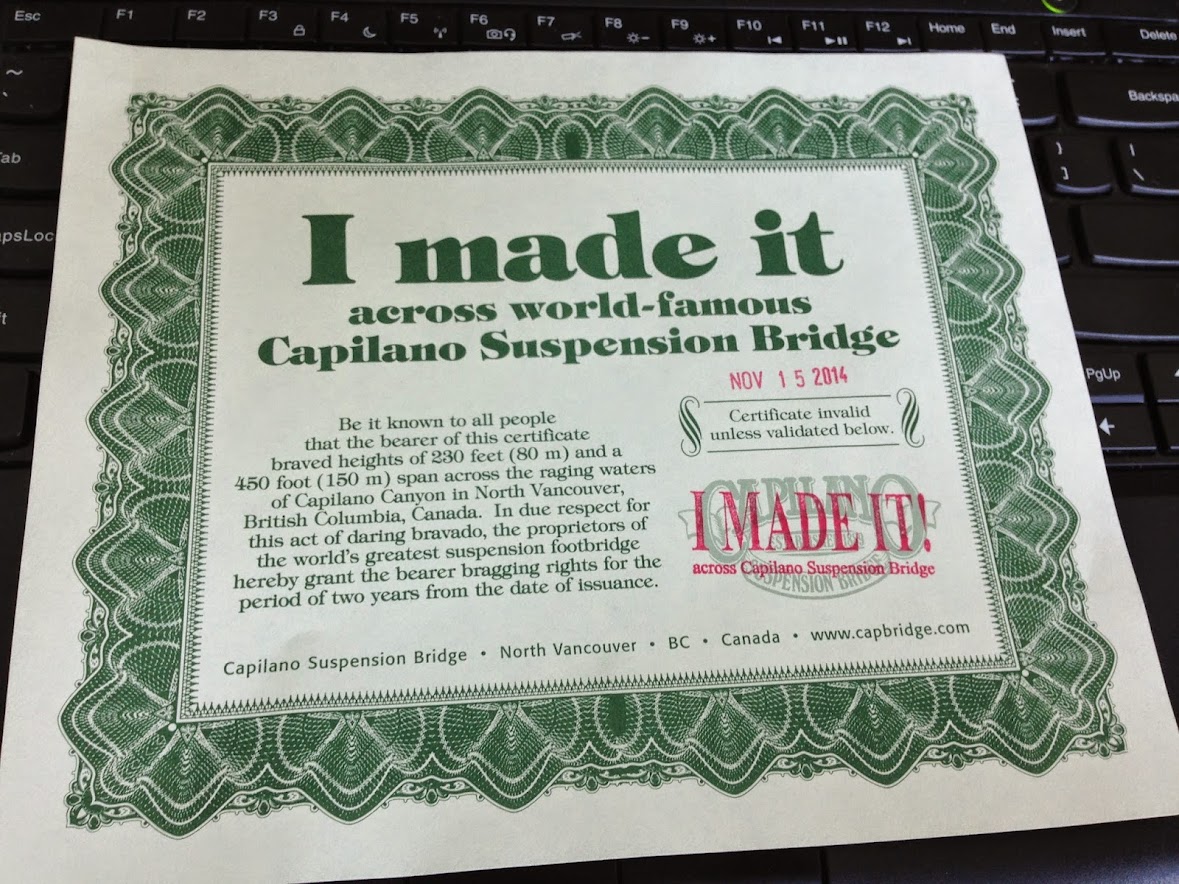 Esc F1 F2 F3 F4 F5 F6 F7 F8 F9 F10 F11 F12 Home End Insert Delete
I made it
across world-famous
Capilano Suspension Bridge
NOV 15 2014
Certificate invalid
unless validated below.
Be it known to all people
that the bearer of this certificate
braved heights of 230 feet (80 m) and a
450 foot (150 m) span across the raging waters
of Capilano Canyon in North Vancouver,
British Columbia, Canada. In due respect for
this act of daring bravado, the proprietors of
the world's greatest suspension footbridge
hereby grant the bearer bragging rights for the
period of two years from the date of issuance.
CAPILANO
SUSPENSION BRIDGE
I MADE IT!
across Capilano Suspension Bridge
Capilano Suspension Bridge • North Vancouver • BC • Canada • www.capbridge.com
~
ab
apsLoc
ft
Backspa
}
]
|
\
PgUp